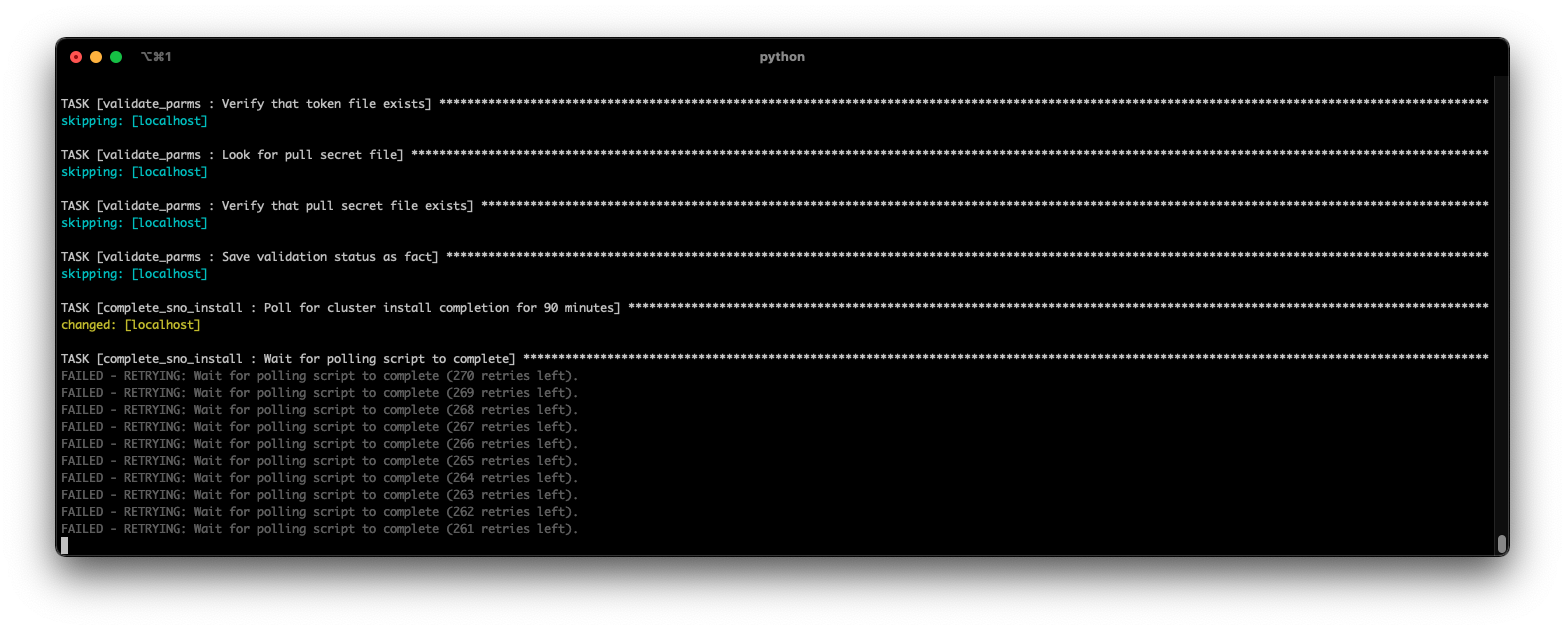 ⌥⌘1
python
TASK [validate_parms : Verify that token file exists] ******************************************************************************************************************************************************
skipping: [localhost]
TASK [validate_parms : Look for pull secret file] **********************************************************************************************************************************************************
skipping: [localhost]
TASK [validate_parms : Verify that pull secret file exists] ************************************************************************************************************************************************
skipping: [localhost]
TASK [validate_parms : Save validation status as fact] *****************************************************************************************************************************************************
skipping: [localhost]
TASK [complete_sno_install : Poll for cluster install completion for 90 minutes] ***************************************************************************************************************************
changed: [localhost]
TASK [complete_sno_install : Wait for polling script to complete] ******************************************************************************************************************************************
FAILED - RETRYING: Wait for polling script to complete (270 retries left).
FAILED - RETRYING: Wait for polling script to complete (269 retries left).
FAILED - RETRYING: Wait for polling script to complete (268 retries left).
FAILED - RETRYING: Wait for polling script to complete (267 retries left).
FAILED - RETRYING: Wait for polling script to complete (266 retries left).
FAILED - RETRYING: Wait for polling script to complete (265 retries left).
FAILED - RETRYING: Wait for polling script to complete (264 retries left).
FAILED - RETRYING: Wait for polling script to complete (263 retries left).
FAILED - RETRYING: Wait for polling script to complete (262 retries left).
FAILED - RETRYING: Wait for polling script to complete (261 retries left).